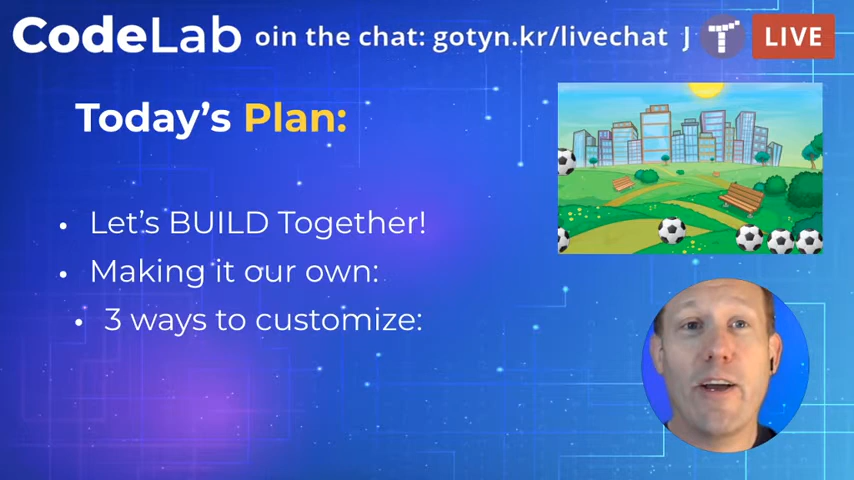 CodeLab oin the chat: gotyn.kr/livechat J T LIVE
Today's Plan:
• Let's BUILD Together!
• Making it our own:
• 3 ways to customize: